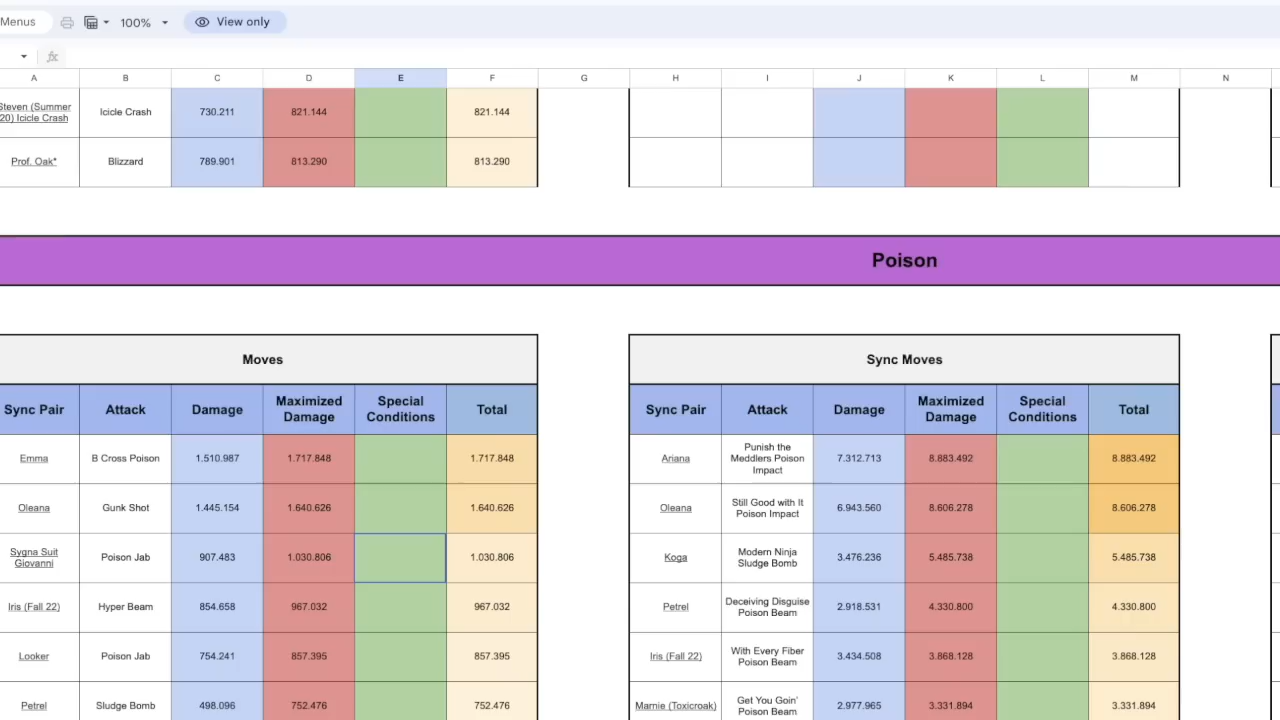 Menus 100% View only
fx
A B C D E F G H I J K L M N
Steven (Summer
20) Icicle Crash
Icicle Crash 730.211 821.144 821.144
Prof. Oak* Blizzard 789.901 813.290 813.290
Poison
Moves
Sync Pair Attack Damage Maximized
Damage Special
Conditions Total
Emma B Cross Poison 1.510.987 1.717.848 1.717.848
Oleana Gunk Shot 1.445.154 1.640.626 1.640.626
Sygna Suit
Giovanni
Poison Jab 907.483 1.030.806 1.030.806
Iris (Fall 22) Hyper Beam 854.658 967.032 967.032
Looker Poison Jab 754.241 857.395 857.395
Petrel Sludge Bomb 498.096 752.476 752.476
Sync Moves
Sync Pair Attack Damage Maximized
Damage Special
Conditions Total
Ariana
Punish the
Meddlers Poison
Impact
7.312.713 8.883.492 8.883.492
Oleana
Still Good with It
Poison Impact
6.943.560 8.606.278 8.606.278
Koga
Modern Ninja
Sludge Bomb
3.476.236 5.485.738 5.485.738
Petrel
Deceiving Disguise
Poison Beam
2.918.531 4.330.800 4.330.800
Iris (Fall 22)
With Every Fiber
Poison Beam
3.434.508 3.868.128 3.868.128
Marnie (Toxicroak)
Get You Goin'
Poison Beam
2.977.965 3.331.894 3.331.894